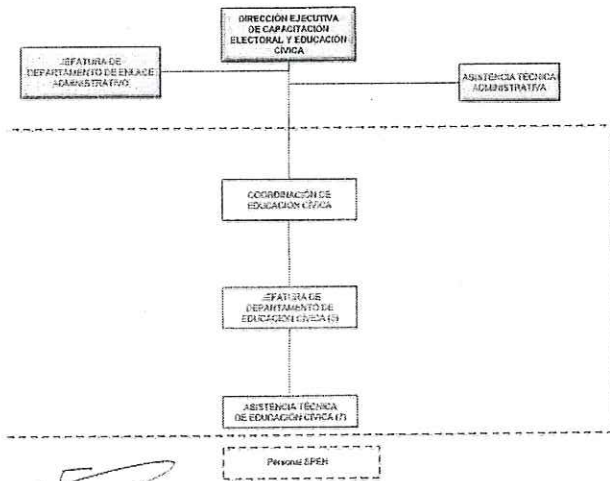 DIRECCIÓN EJECUTIVA
DE CAPACITACIÓN
ELECTORAL Y EDUCACIÓN
CÍVICA
JEFATURA DE
DEPARTAMENTO DE ENLACE
ADMINISTRATIVO
ASISTENCIA TÉCNICA
ADMINISTRATIVA
COORDINACIÓN DE
EDUCACIÓN CÍVICA
JEFATURA DE
DEPARTAMENTO DE
EDUCACIÓN CÍVICA
ASISTENCIA TÉCNICA
DE EDUCACIÓN CÍVICA (7)
Personal SPEN